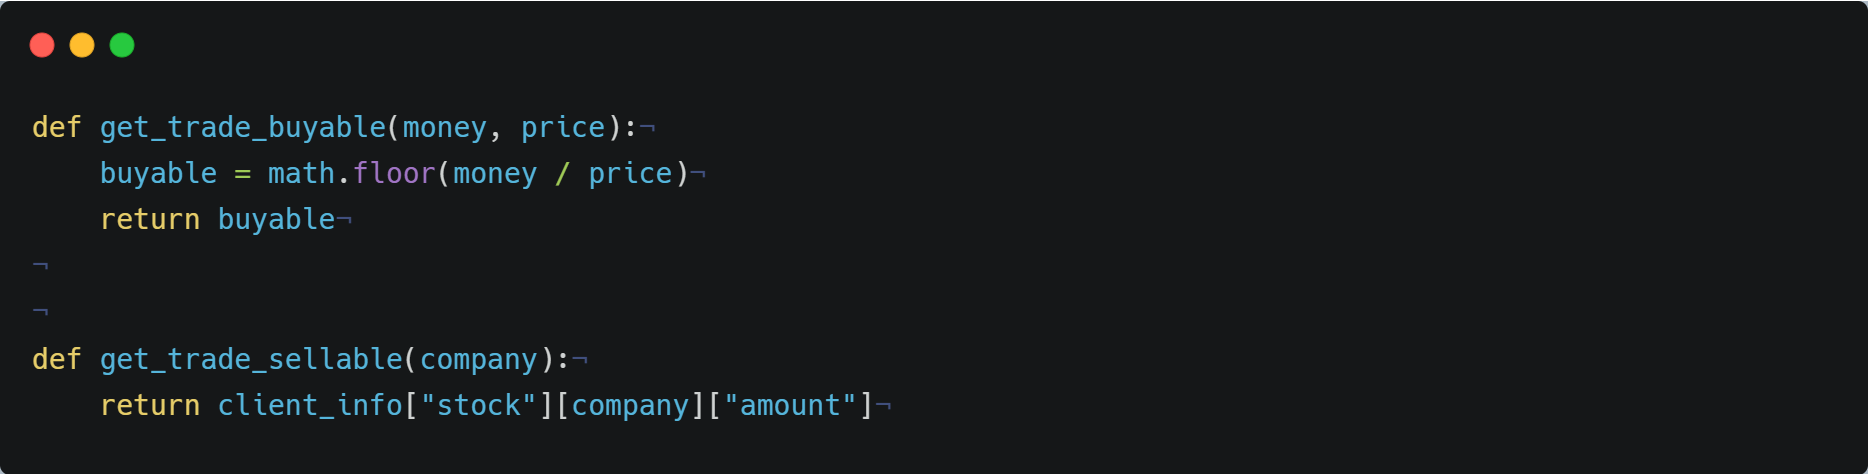 def get_trade_buyable(money, price):¬
    buyable = math.floor(money / price)¬
    return buyable¬
¬
¬
def get_trade_sellable(company):¬
    return client_info["stock"][company]["amount"]¬